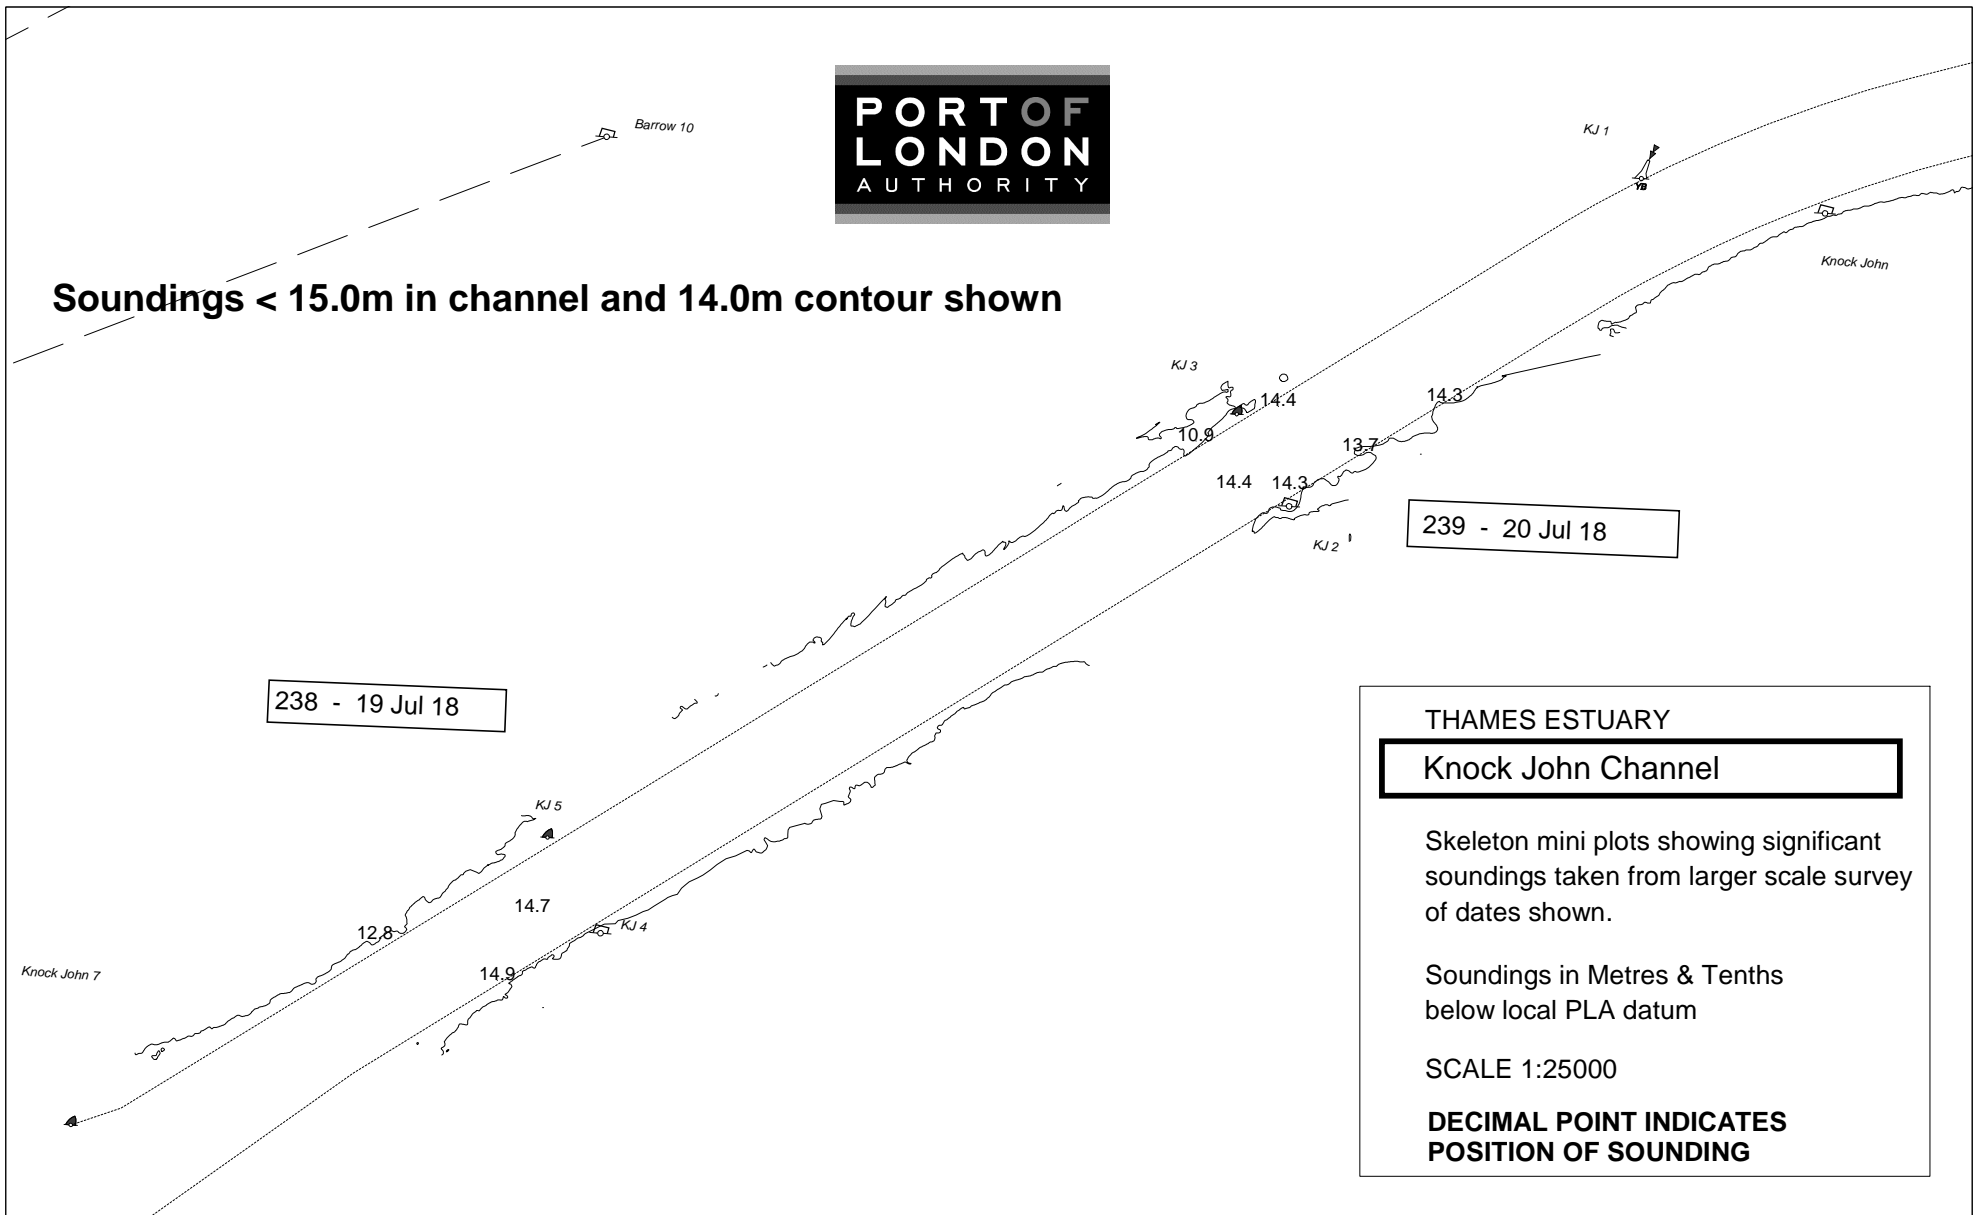 PORT OF
LONDON
AUTHORITY
Barrow 10
KJ 1
YB
Knock John
Soundings < 15.0m in channel and 14.0m contour shown
KJ 3
14.4
14.3
10.9
13.7
14.4
14.3
KJ 2
239 - 20 Jul 18
238 - 19 Jul 18
KJ 5
14.7
KJ 4
12.8
14.9
Knock John 7
THAMES ESTUARY
Knock John Channel
Skeleton mini plots showing significant
soundings taken from larger scale survey
of dates shown.
Soundings in Metres & Tenths
below local PLA datum
SCALE 1:25000
DECIMAL POINT INDICATES
POSITION OF SOUNDING